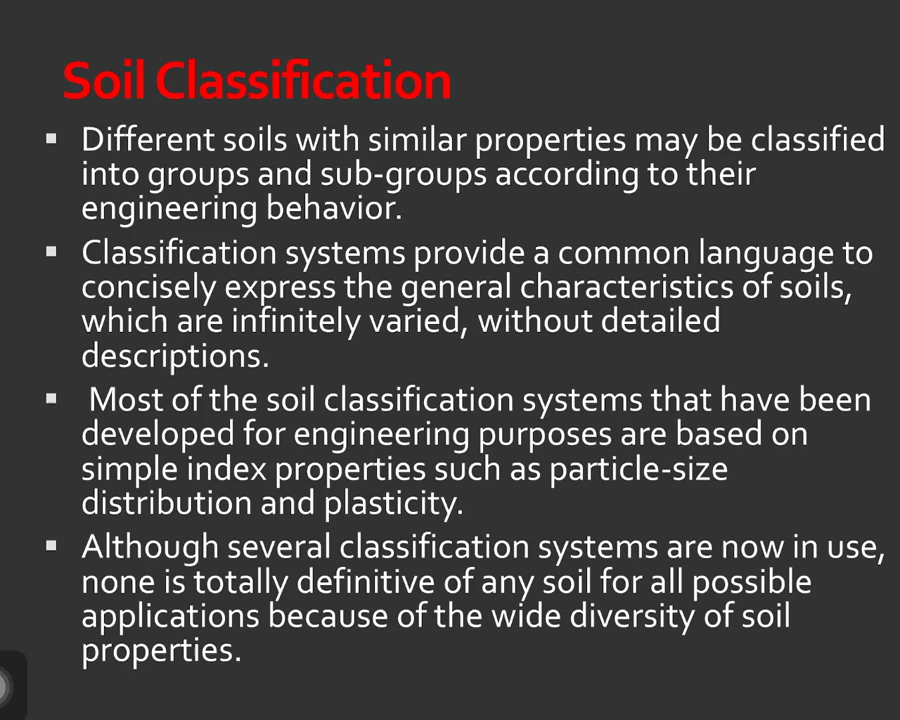 Soil Classification
▪ Different soils with similar properties may be classified
into groups and sub-groups according to their
engineering behavior.
▪ Classification systems provide a common language to
concisely express the general characteristics of soils,
which are infinitely varied, without detailed
descriptions.
▪ Most of the soil classification systems that have been
developed for engineering purposes are based on
simple index properties such as particle-size
distribution and plasticity.
▪ Although several classification systems are now in use,
none is totally definitive of any soil for all possible
applications because of the wide diversity of soil
properties.